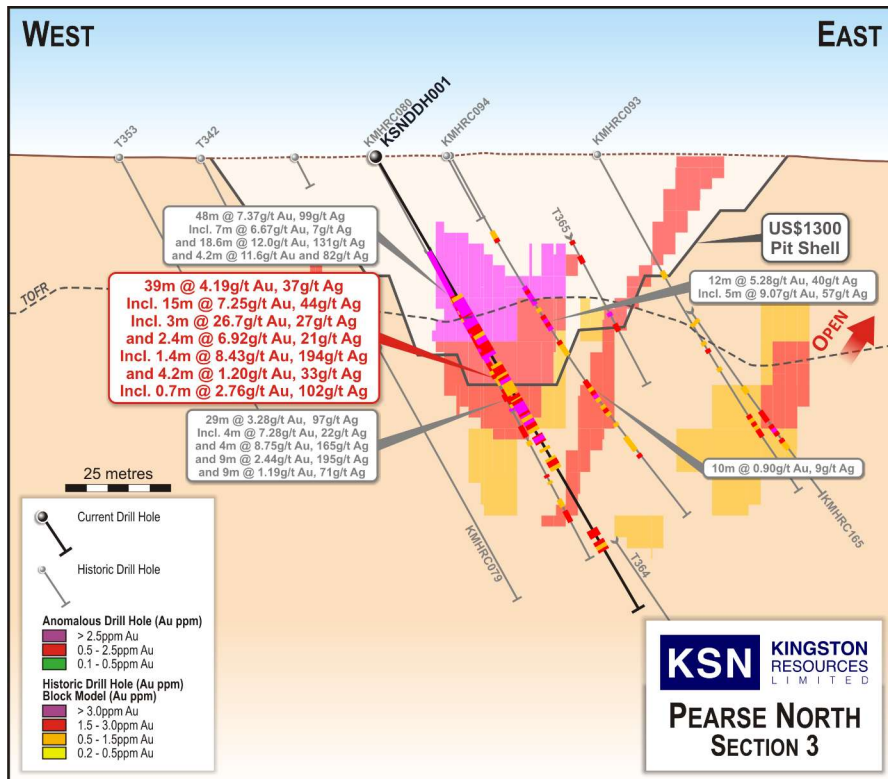 WEST
EAST
T353
T342
KMHRC080
KSNDDH001
KMHRC094
KMHRC093
T365
48m @ 7.37g/t Au, 99g/t Ag
Incl. 7m @ 6.67g/t Au, 7g/t Ag
and 18.6m @ 12.0g/t Au, 131g/t Ag
and 4.2m @ 11.6g/t Au and 82g/t Ag
US$1300
Pit Shell
39m @ 4.19g/t Au, 37g/t Ag
Incl. 15m @ 7.25g/t Au, 44g/t Ag
Incl. 3m @ 26.7g/t Au, 27g/t Ag
and 2.4m @ 6.92g/t Au, 21g/t Ag
Incl. 1.4m @ 8.43g/t Au, 194g/t Ag
and 4.2m @ 1.20g/t Au, 33g/t Ag
Incl. 0.7m @ 2.76g/t Au, 102g/t Ag
12m @ 5.28g/t Au, 40g/t Ag
Incl. 5m @ 9.07g/t Au, 57g/t Ag
TOFR
OPEN
29m @ 3.28g/t Au, 97g/t Ag
Incl. 4m @ 7.28g/t Au, 22g/t Ag
and 4m @ 8.75g/t Au, 165g/t Ag
and 9m @ 2.44g/t Au, 195g/t Ag
and 9m @ 1.19g/t Au, 71g/t Ag
10m @ 0.90g/t Au, 9g/t Ag
25 metres
KMHRC079
T364
KMHRC165
Current Drill Hole
Historic Drill Hole
Anomalous Drill Hole (Au ppm)
> 2.5ppm Au
0.5 - 2.5ppm Au
0.1 - 0.5ppm Au
Historic Drill Hole (Au ppm)
Block Model (Au ppm)
> 3.0ppm Au
1.5 - 3.0ppm Au
0.5 - 1.5ppm Au
0.2 - 0.5ppm Au
KSN
KINGSTON
RESOURCES
LIMITED
PEARSE NORTH
SECTION 3